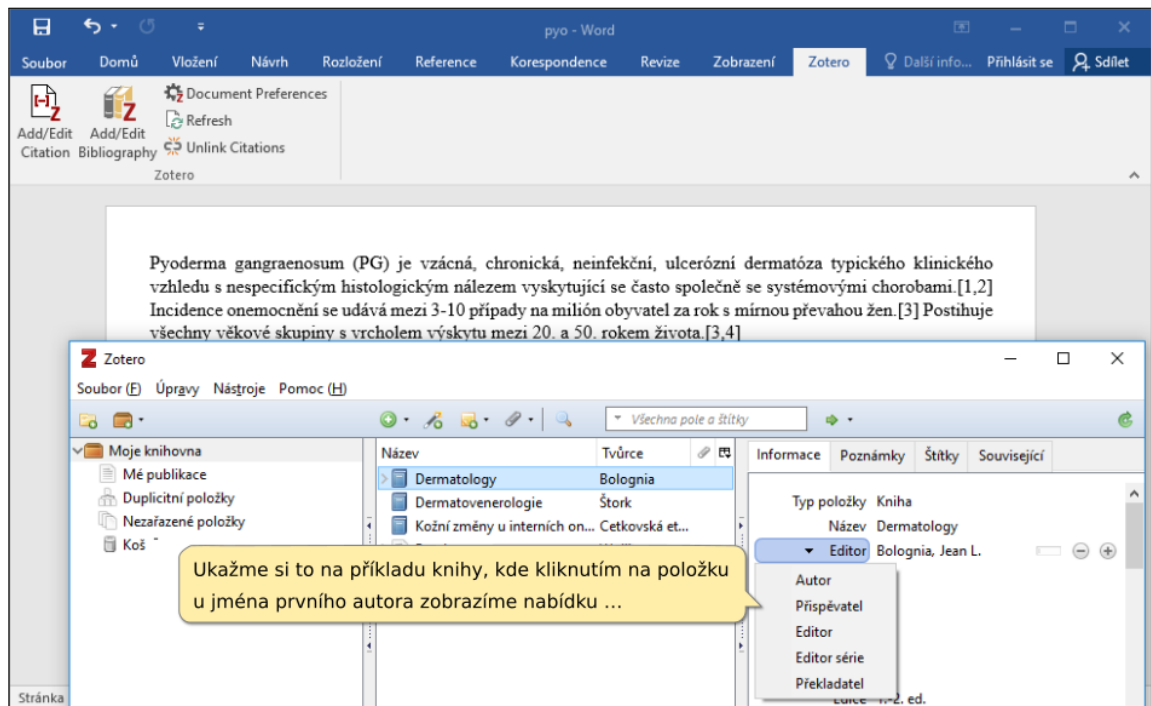 pyo - Word
Soubor Domů Vložení Návrh Rozložení Reference Korespondence Revize Zobrazení Zotero Další info... Přihlásit se Sdílet
Add/Edit Citation
Add/Edit Bibliography
Document Preferences
Refresh
Unlink Citations
Zotero
Pyoderma gangraenosum (PG) je vzácná, chronická, neinfekční, ulcerózní dermatóza typického klinického
vzhledu s nespecifickým histologickým nálezem vyskytující se často společně se systémovými chorobami.[1,2]
Incidence onemocnění se udává mezi 3-10 případy na milión obyvatel za rok s mírnou převahou žen.[3] Postihuje
všechny věkové skupiny s vrcholem výskytu mezi 20. a 50. rokem života.[3,4]
Zotero
Soubor (F) Úpravy Nástroje Pomoc (H)
Všechna pole a štítky
Moje knihovna
Mé publikace
Duplicitní položky
Nezařazené položky
Koš
Název Tvůrce
Dermatology Bolognia
Dermatovenerologie Štork
Kožní změny u interních on... Cetkovská et...
Informace Poznámky Štítky Související
Typ položky Kniha
Název Dermatology
Editor Bolognia, Jean L.
Autor
Přispěvatel
Editor
Editor série
Překladatel
Edice 1.-2. ed.
Ukažme si to na příkladu knihy, kde kliknutím na položku
u jména prvního autora zobrazíme nabídku ...
Stránka